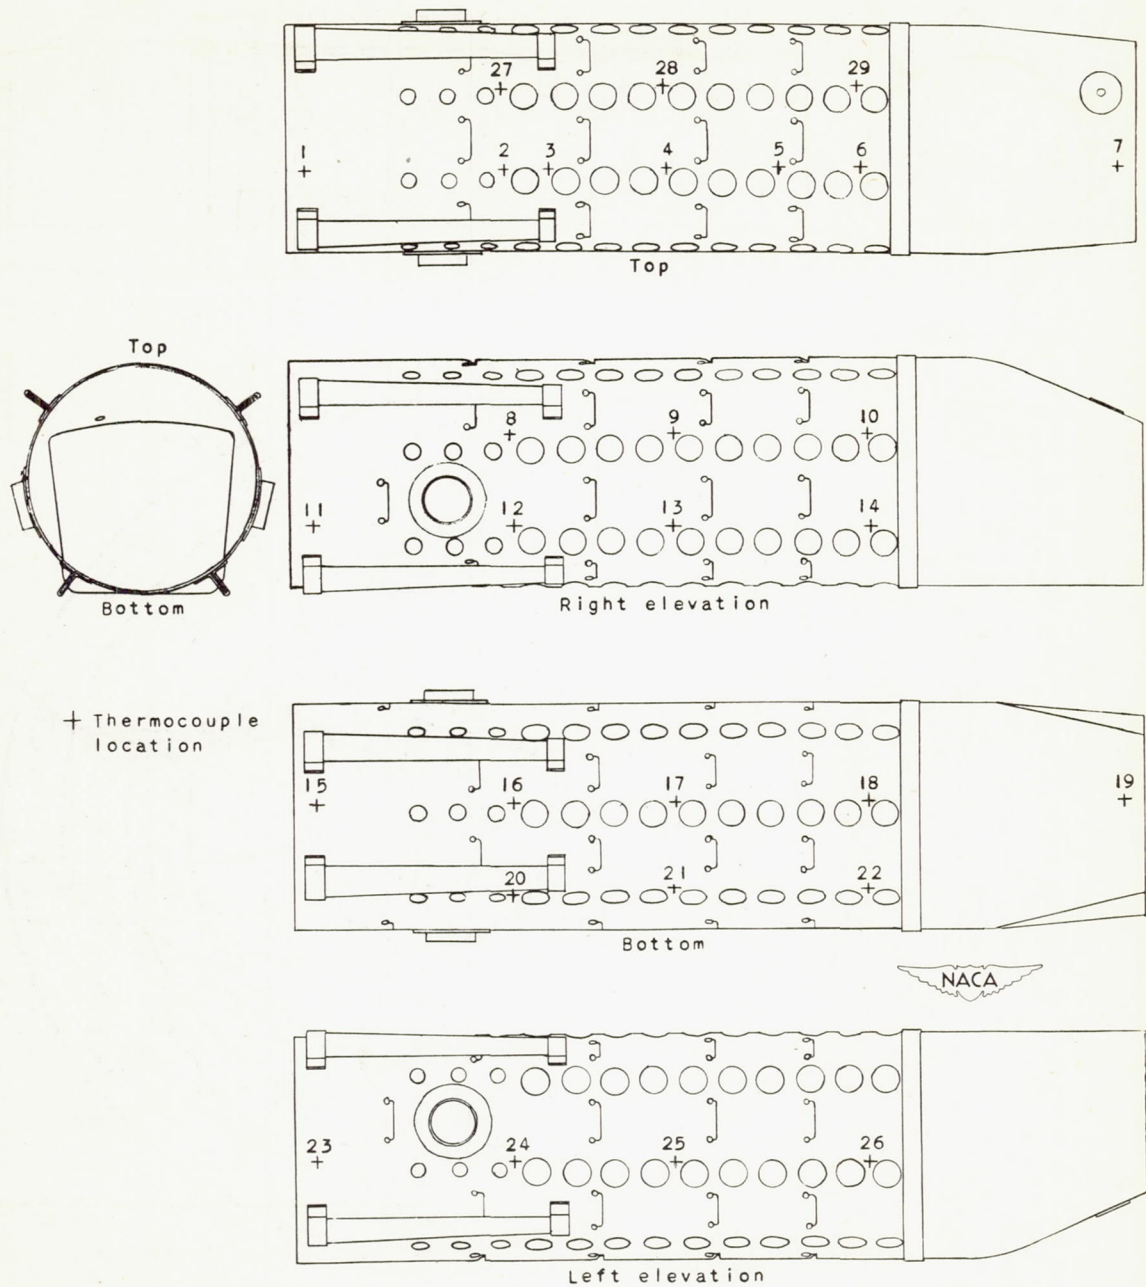 27 28 29
1 2 3 4 5 6 7
Top
Top
8 9 10
11 12 13 14
Bottom
Right elevation
+ Thermocouple
location
15 16 17 18 19
20 21 22
Bottom
NACA
23 24 25 26
Left elevation